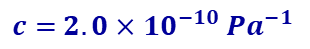 c = 2.0 × 10⁻¹⁰ Pa⁻¹